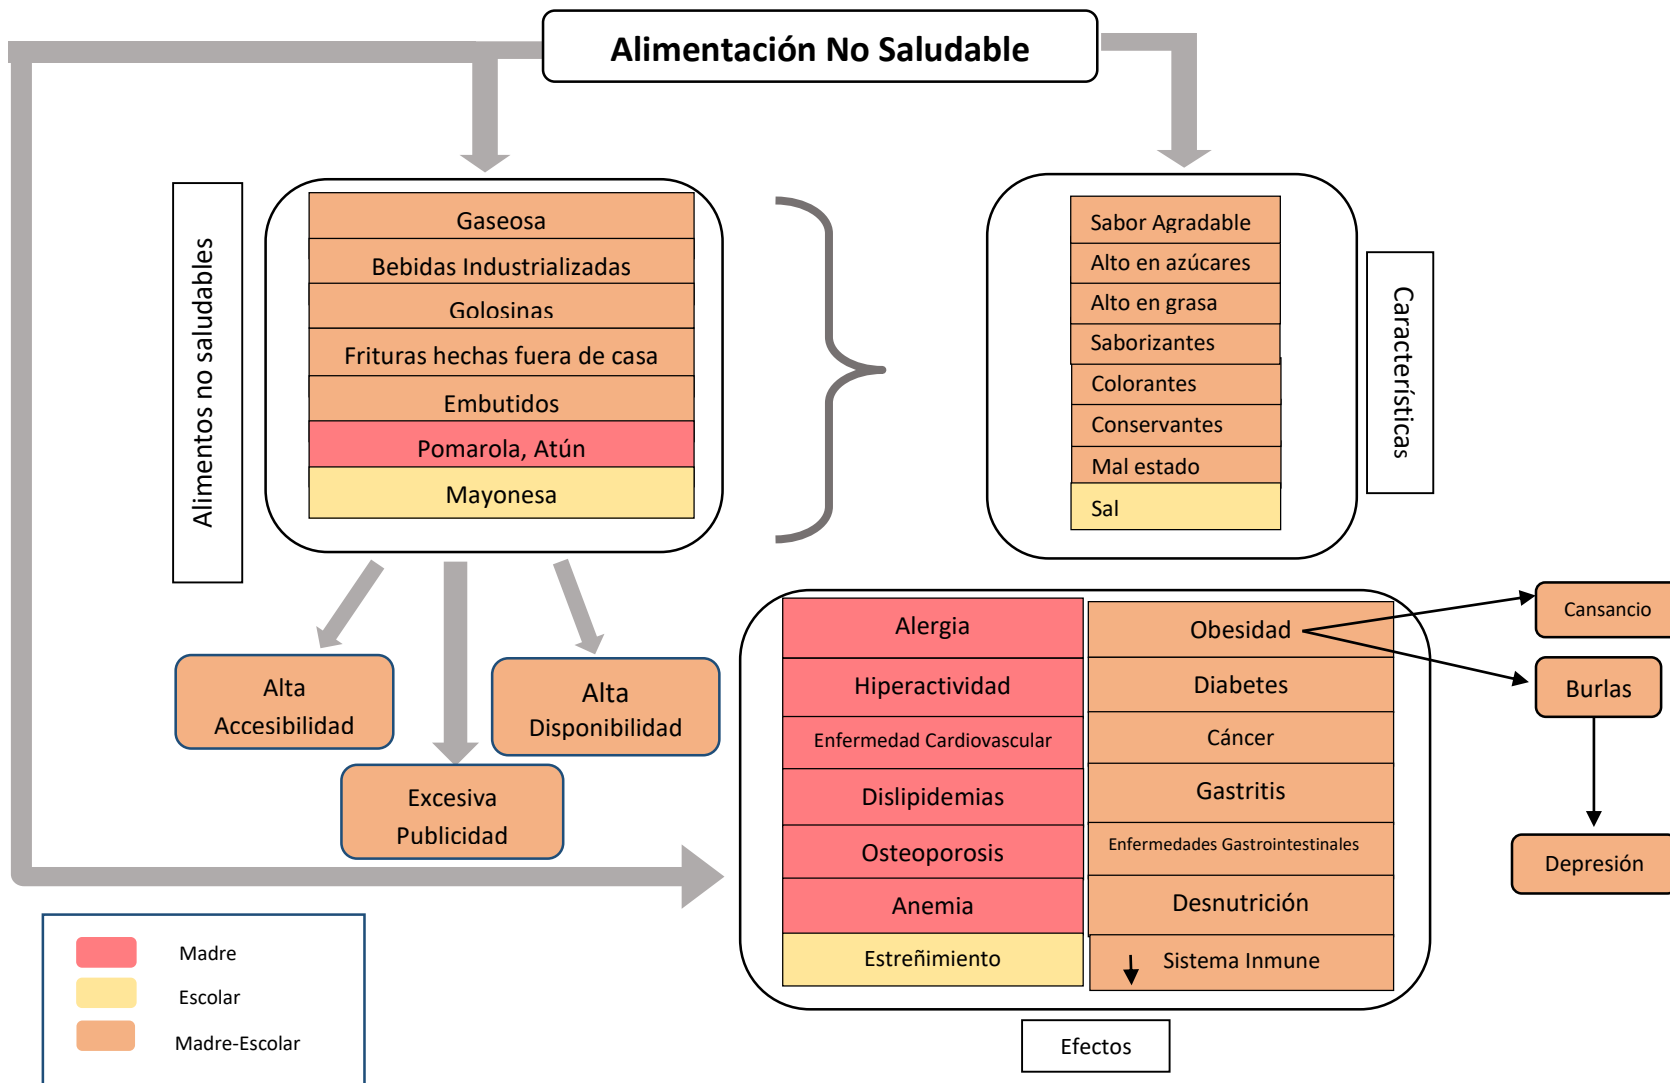 Alimentación No Saludable
Alimentos no saludables
Gaseosa
Bebidas Industrializadas
Golosinas
Frituras hechas fuera de casa
Embutidos
Pomarola, Atún
Mayonesa
Sabor Agradable
Alto en azúcares
Alto en grasa
Saborizantes
Colorantes
Conservantes
Mal estado
Sal
Características
Alta
Accesibilidad
Excesiva
Publicidad
Alta
Disponibilidad
Alergia
Hiperactividad
Enfermedad Cardiovascular
Dislipidemias
Osteoporosis
Anemia
Estreñimiento
Obesidad
Diabetes
Cáncer
Gastritis
Enfermedades Gastrointestinales
Desnutrición
Sistema Inmune
Cansancio
Burlas
Depresión
Efectos
Madre
Escolar
Madre-Escolar